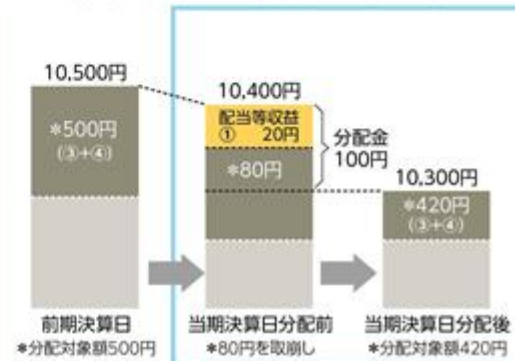 10,500円
*500円
(③+④)
10,400円
配当等収益
① 20円
*80円
分配金
100円
10,300円
*420円
(③+④)
前期決算日
*分配対象額500円
当期決算日分配前
*80円を取崩し
当期決算日分配後
*分配対象額420円